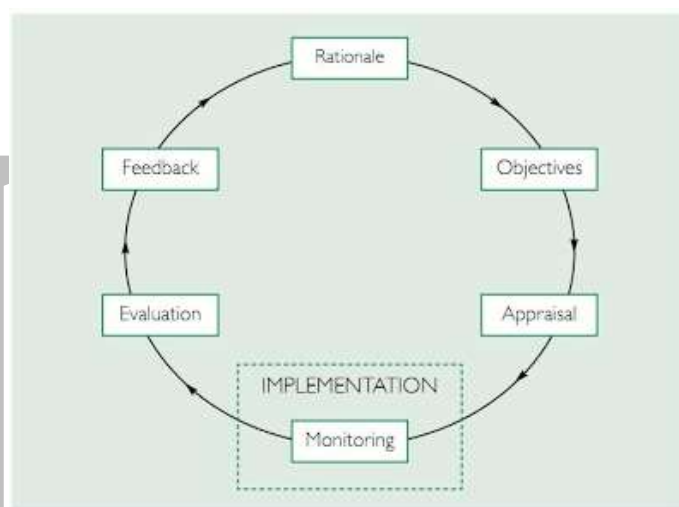 Rationale
Feedback
Objectives
Evaluation
Appraisal
IMPLEMENTATION
Monitoring